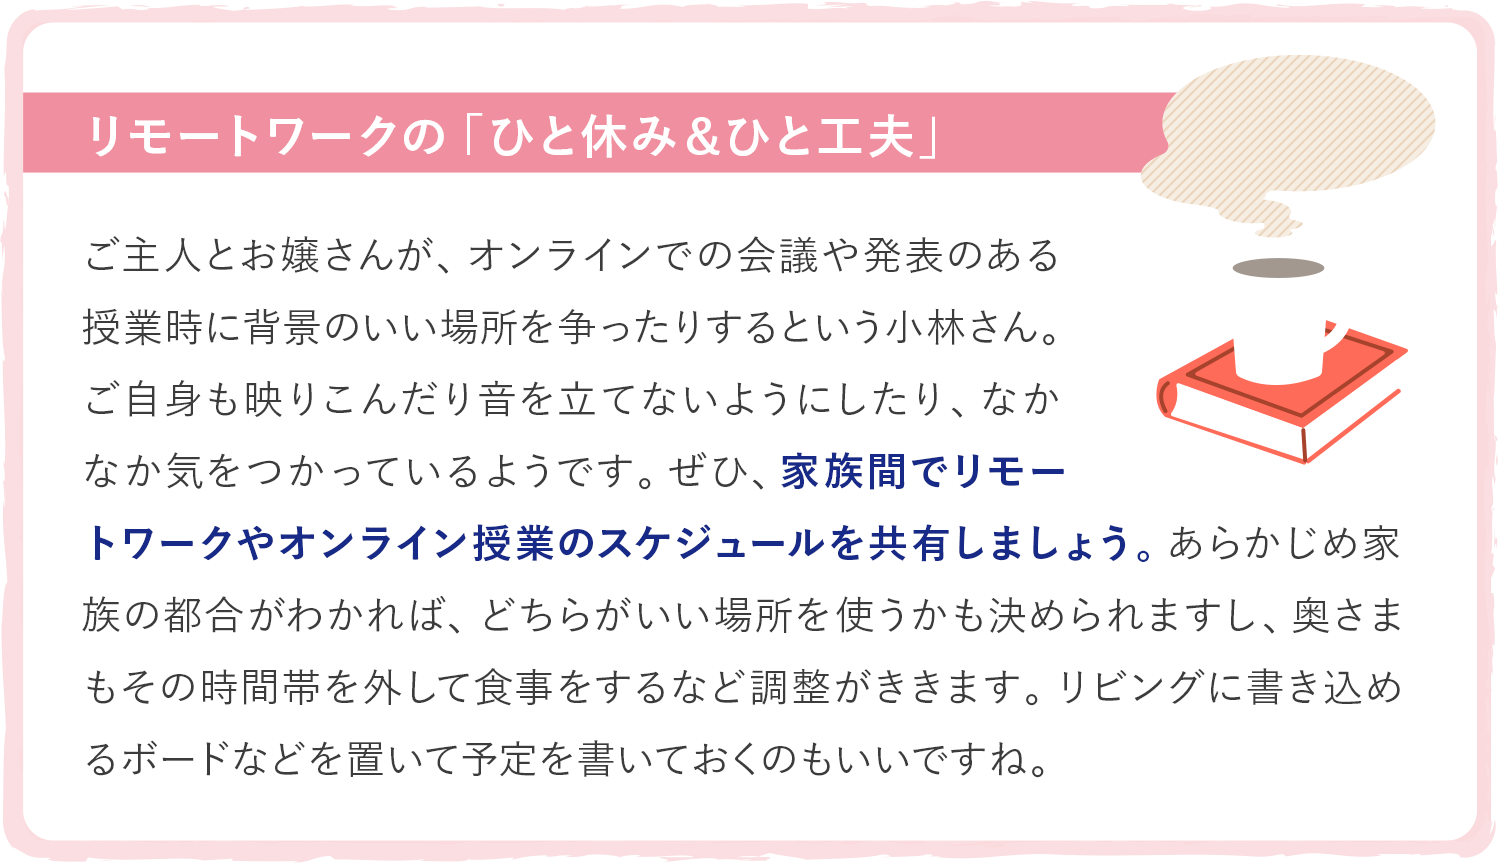 リモートワークの「ひと休み＆ひと工夫」
ご主人とお嬢さんが、オンラインでの会議や発表のある
授業時に背景のいい場所を争ったりするという小林さん。
ご自身も映りこんだり音を立てないようにしたり、なか
なか気をつかっているようです。ぜひ、家族間でリモー
トワークやオンライン授業のスケジュールを共有しましょう。あらかじめ家
族の都合がわかれば、どちらがいい場所を使うかも決められますし、奥さま
もその時間帯を外して食事をするなど調整がききます。リビングに書き込め
るボードなどを置いて予定を書いておくのもいいですね。